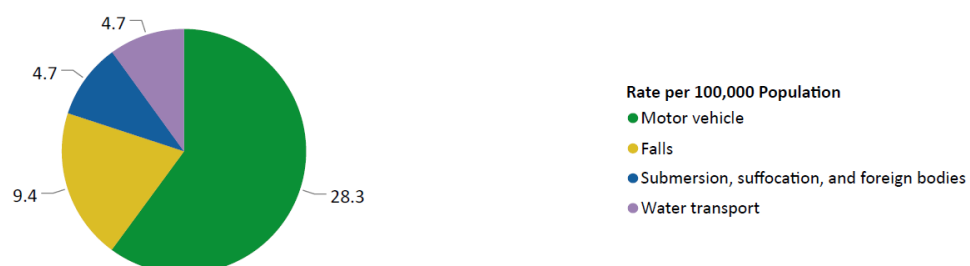 4.7
4.7
9.4
28.3
Rate per 100,000 Population
Motor vehicle
Falls
Submersion, suffocation, and foreign bodies
Water transport